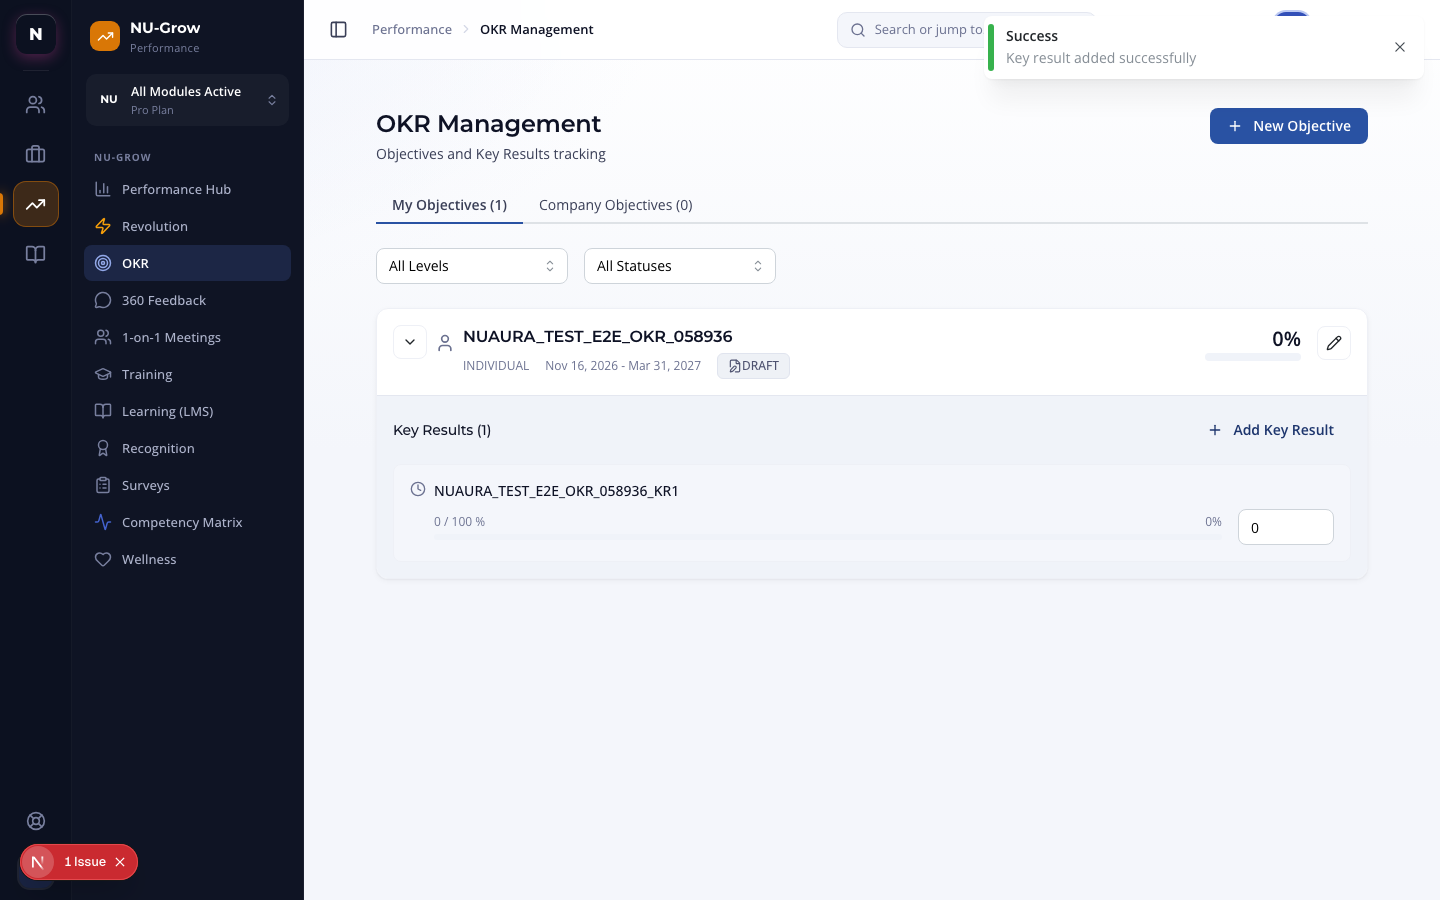 N
NU-Grow
Performance
NU
All Modules Active
Pro Plan
NU-GROW
Performance Hub
Revolution
OKR
360 Feedback
1-on-1 Meetings
Training
Learning (LMS)
Recognition
Surveys
Competency Matrix
Wellness
N
1 Issue
Performance
OKR Management
Search or jump to
Success
Key result added successfully
OKR Management
Objectives and Key Results tracking
New Objective
My Objectives (1)
Company Objectives (0)
All Levels
All Statuses
NUAURA_TEST_E2E_OKR_058936
INDIVIDUAL
Nov 16, 2026 - Mar 31, 2027
DRAFT
0%
Key Results (1)
Add Key Result
NUAURA_TEST_E2E_OKR_058936_KR1
0 / 100 %
0%
0